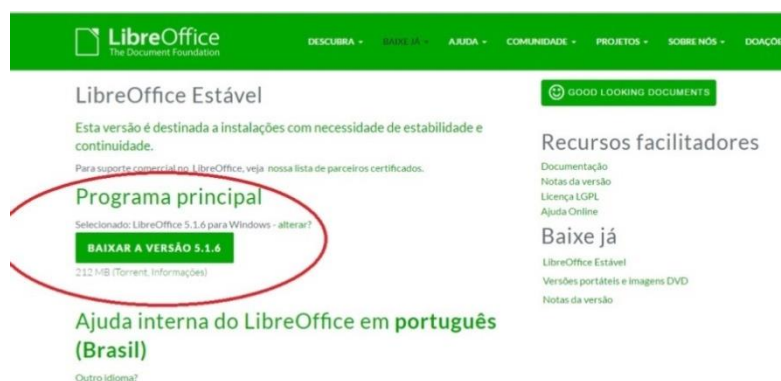 LibreOffice
The Document Foundation
DESCUBRA
BAIXE JÁ
AJUDA
COMUNIDADE
PROJETOS
SOBRE NÓS
DOAÇÕE
LibreOffice Estável
Esta versão é destinada a instalações com necessidade de estabilidade e
continuidade.
Para suporte comercial no LibreOffice, veja nossa lista de parceiros certificados.
Programa principal
Selecionado: LibreOffice 5.1.6 para Windows - alterar?
BAIXAR A VERSÃO 5.1.6
212 MB (Torrent, Informações)
Ajuda interna do LibreOffice em português
(Brasil)
Outro idioma?
GOOD LOOKING DOCUMENTS
Recursos facilitadores
Documentação
Notas da versão
Licença LGPL
Ajuda Online
Baixe já
LibreOffice Estável
Versões portáteis e imagens DVD
Notas da versão